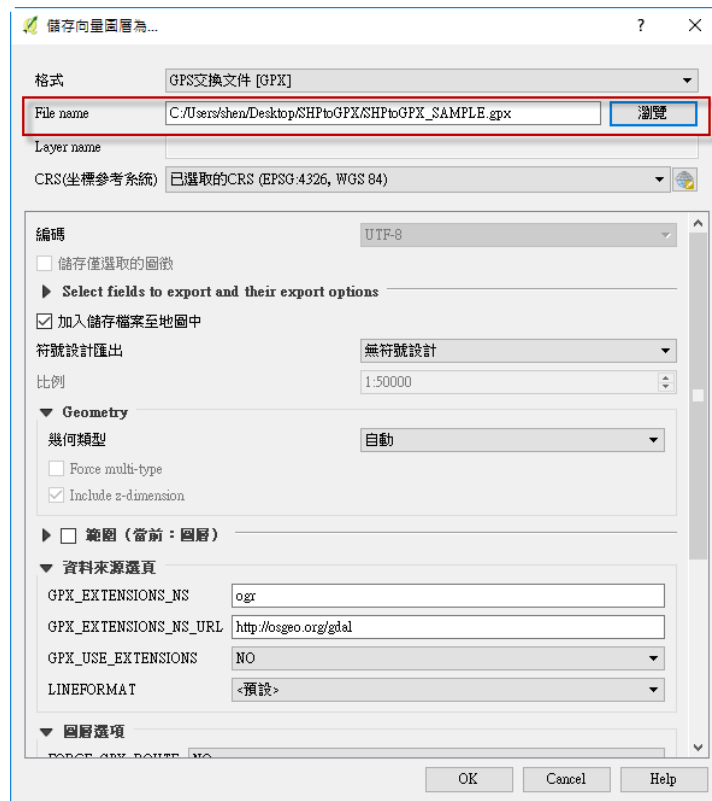 儲存向量圖層為... ?
格式 GPS交換文件 [GPX]
File name C:/Users/shen/Desktop/SHPtoGPX/SHPtoGPX_SAMPLE.gpx 瀏覽
Layer name
CRS(坐標參考系統) 已選取的CRS (EPSG:4326, WGS 84)
編碼 UTF-8
儲存僅選取的圖徵
Select fields to export and their export options
加入儲存檔案至地圖中
符號設計匯出 無符號設計
比例 1:50000
Geometry
幾何類型 自動
Force multi-type
Include z-dimension
範圍 (當前：圖層)
資料來源選頁
GPX_EXTENSIONS_NS ogr
GPX_EXTENSIONS_NS_URL http://osgeo.org/gdal
GPX_USE_EXTENSIONS NO
LINEFORMAT <預設>
圖層選項
FORCE_GPX_ROUTE NO
OK Cancel Help